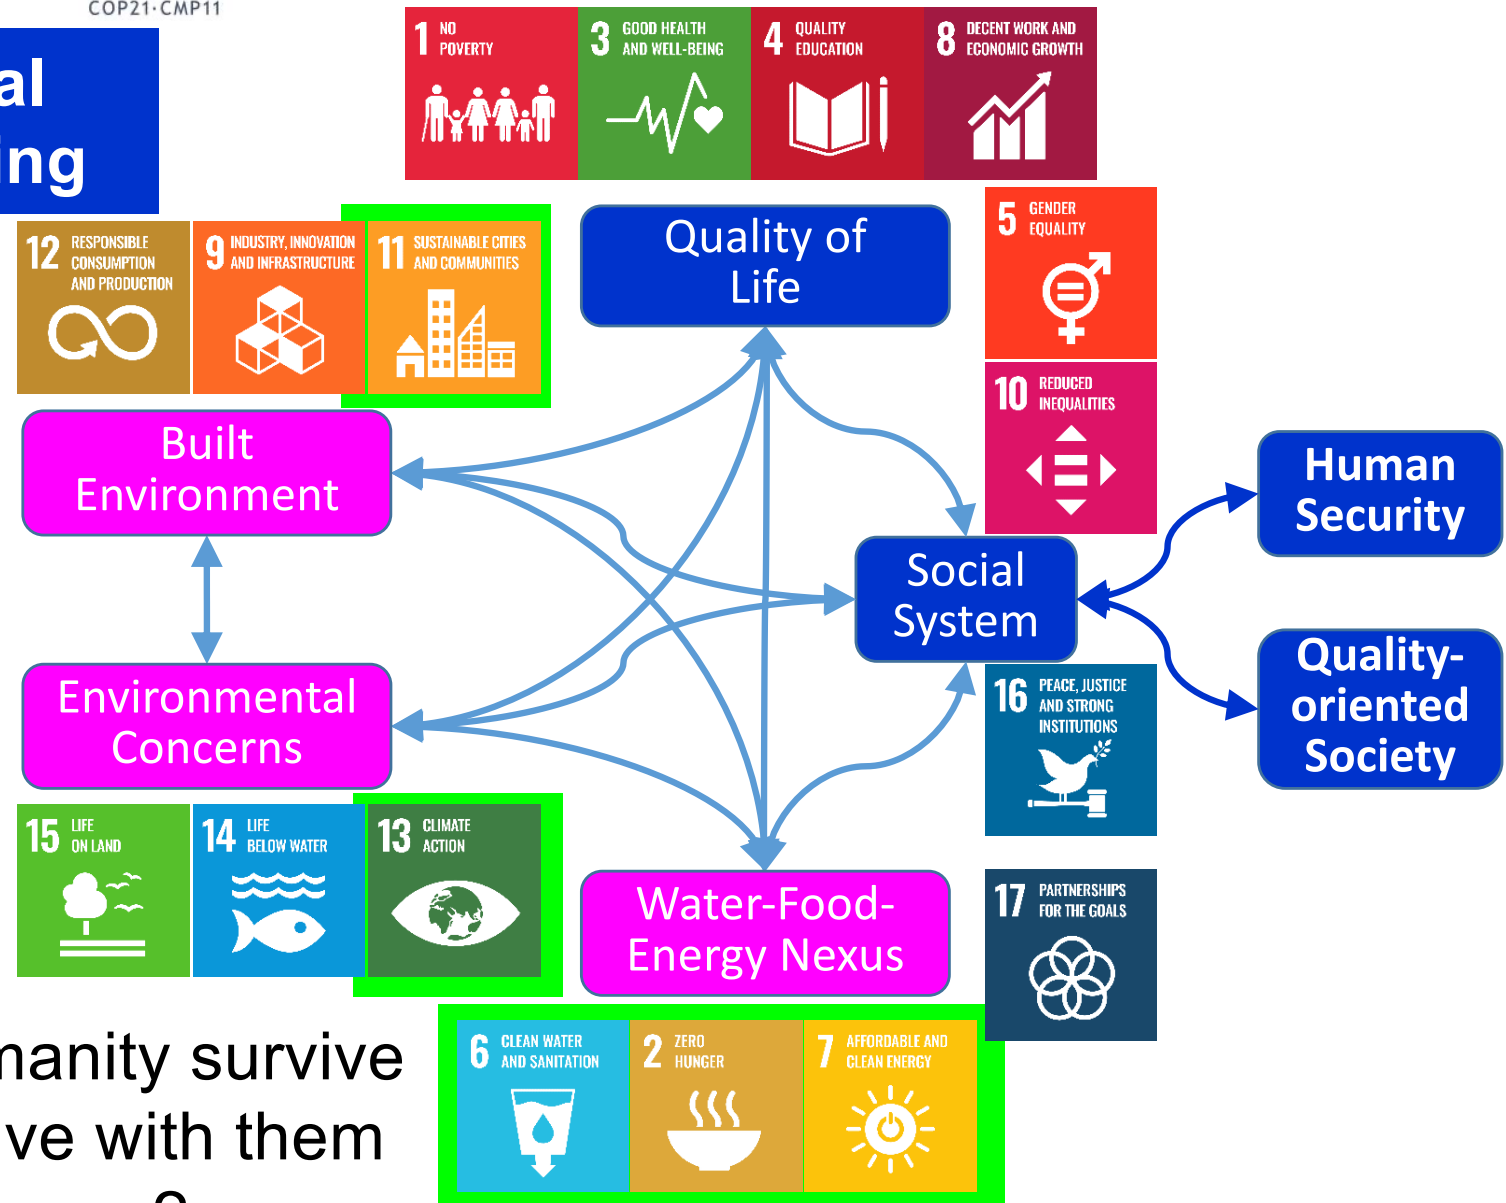 COP21·CMP11
al
ing
1 NO
POVERTY
3 GOOD HEALTH
AND WELL-BEING
4 QUALITY
EDUCATION
8 DECENT WORK AND
ECONOMIC GROWTH
12 RESPONSIBLE
CONSUMPTION
AND PRODUCTION
9 INDUSTRY, INNOVATION
AND INFRASTRUCTURE
11 SUSTAINABLE CITIES
AND COMMUNITIES
Quality of
Life
5 GENDER
EQUALITY
10 REDUCED
INEQUALITIES
Built
Environment
Human
Security
Social
System
Environmental
Concerns
Quality-
oriented
Society
16 PEACE, JUSTICE
AND STRONG
INSTITUTIONS
15 LIFE
ON LAND
14 LIFE
BELOW WATER
13 CLIMATE
ACTION
Water-Food-
Energy Nexus
17 PARTNERSHIPS
FOR THE GOALS
6 CLEAN WATER
AND SANITATION
2 ZERO
HUNGER
7 AFFORDABLE AND
CLEAN ENERGY
manity survive
ve with them
?